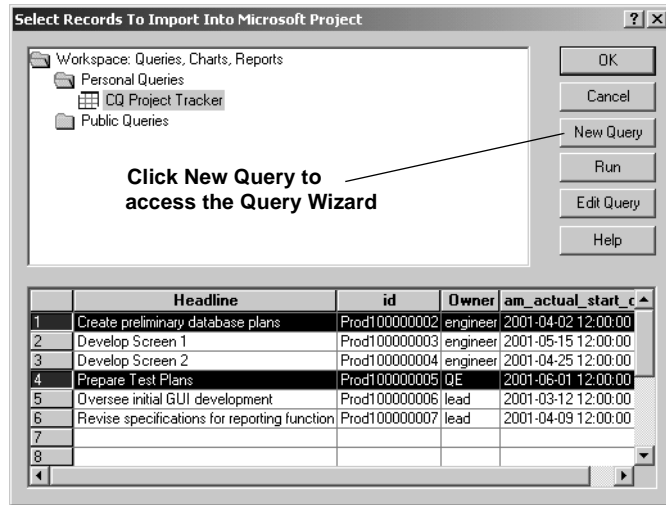 Select Records To Import Into Microsoft Project
Workspace: Queries, Charts, Reports
Personal Queries
CQ Project Tracker
Public Queries
Click New Query to
access the Query Wizard
OK
Cancel
New Query
Run
Edit Query
Help
Headline id Owner am_actual_start_
1 Create preliminary database plans Prod100000002 engineer 2001-04-02 12:00:00
2 Develop Screen 1 Prod100000003 engineer 2001-05-15 12:00:00
3 Develop Screen 2 Prod100000004 engineer 2001-04-25 12:00:00
4 Prepare Test Plans Prod100000005 QE 2001-06-01 12:00:00
5 Oversee initial GUI development Prod100000006 lead 2001-03-12 12:00:00
6 Revise specifications for reporting function Prod100000007 lead 2001-04-09 12:00:00
7
8